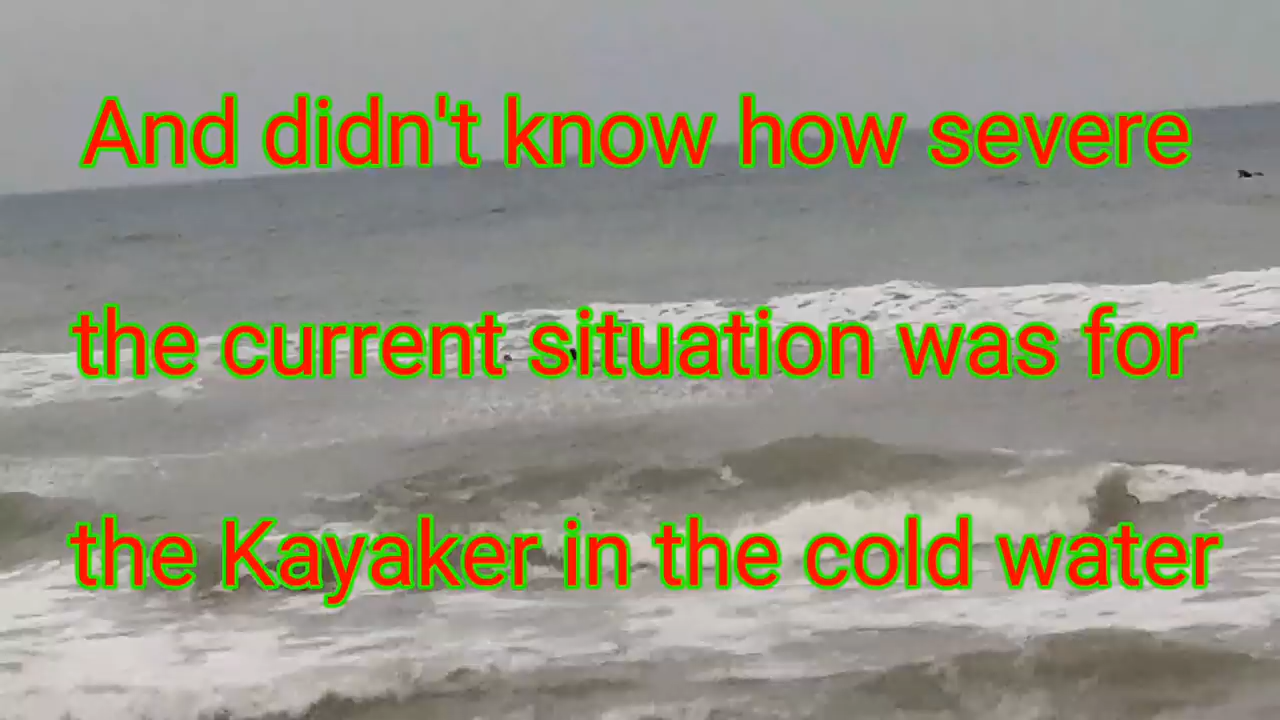 And didn't know how severe
the current situation was for
the Kayaker in the cold water